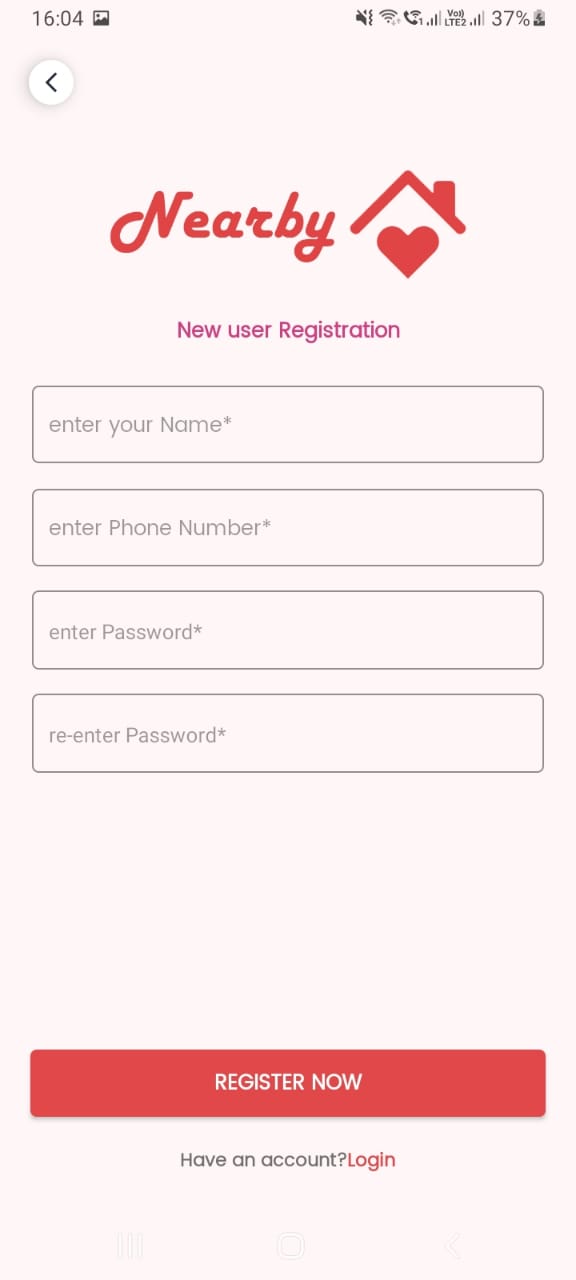 16:04
1 Vo)) LTE2 37%
Nearby
New user Registration
enter your Name*
enter Phone Number*
enter Password*
re-enter Password*
REGISTER NOW
Have an account?Login